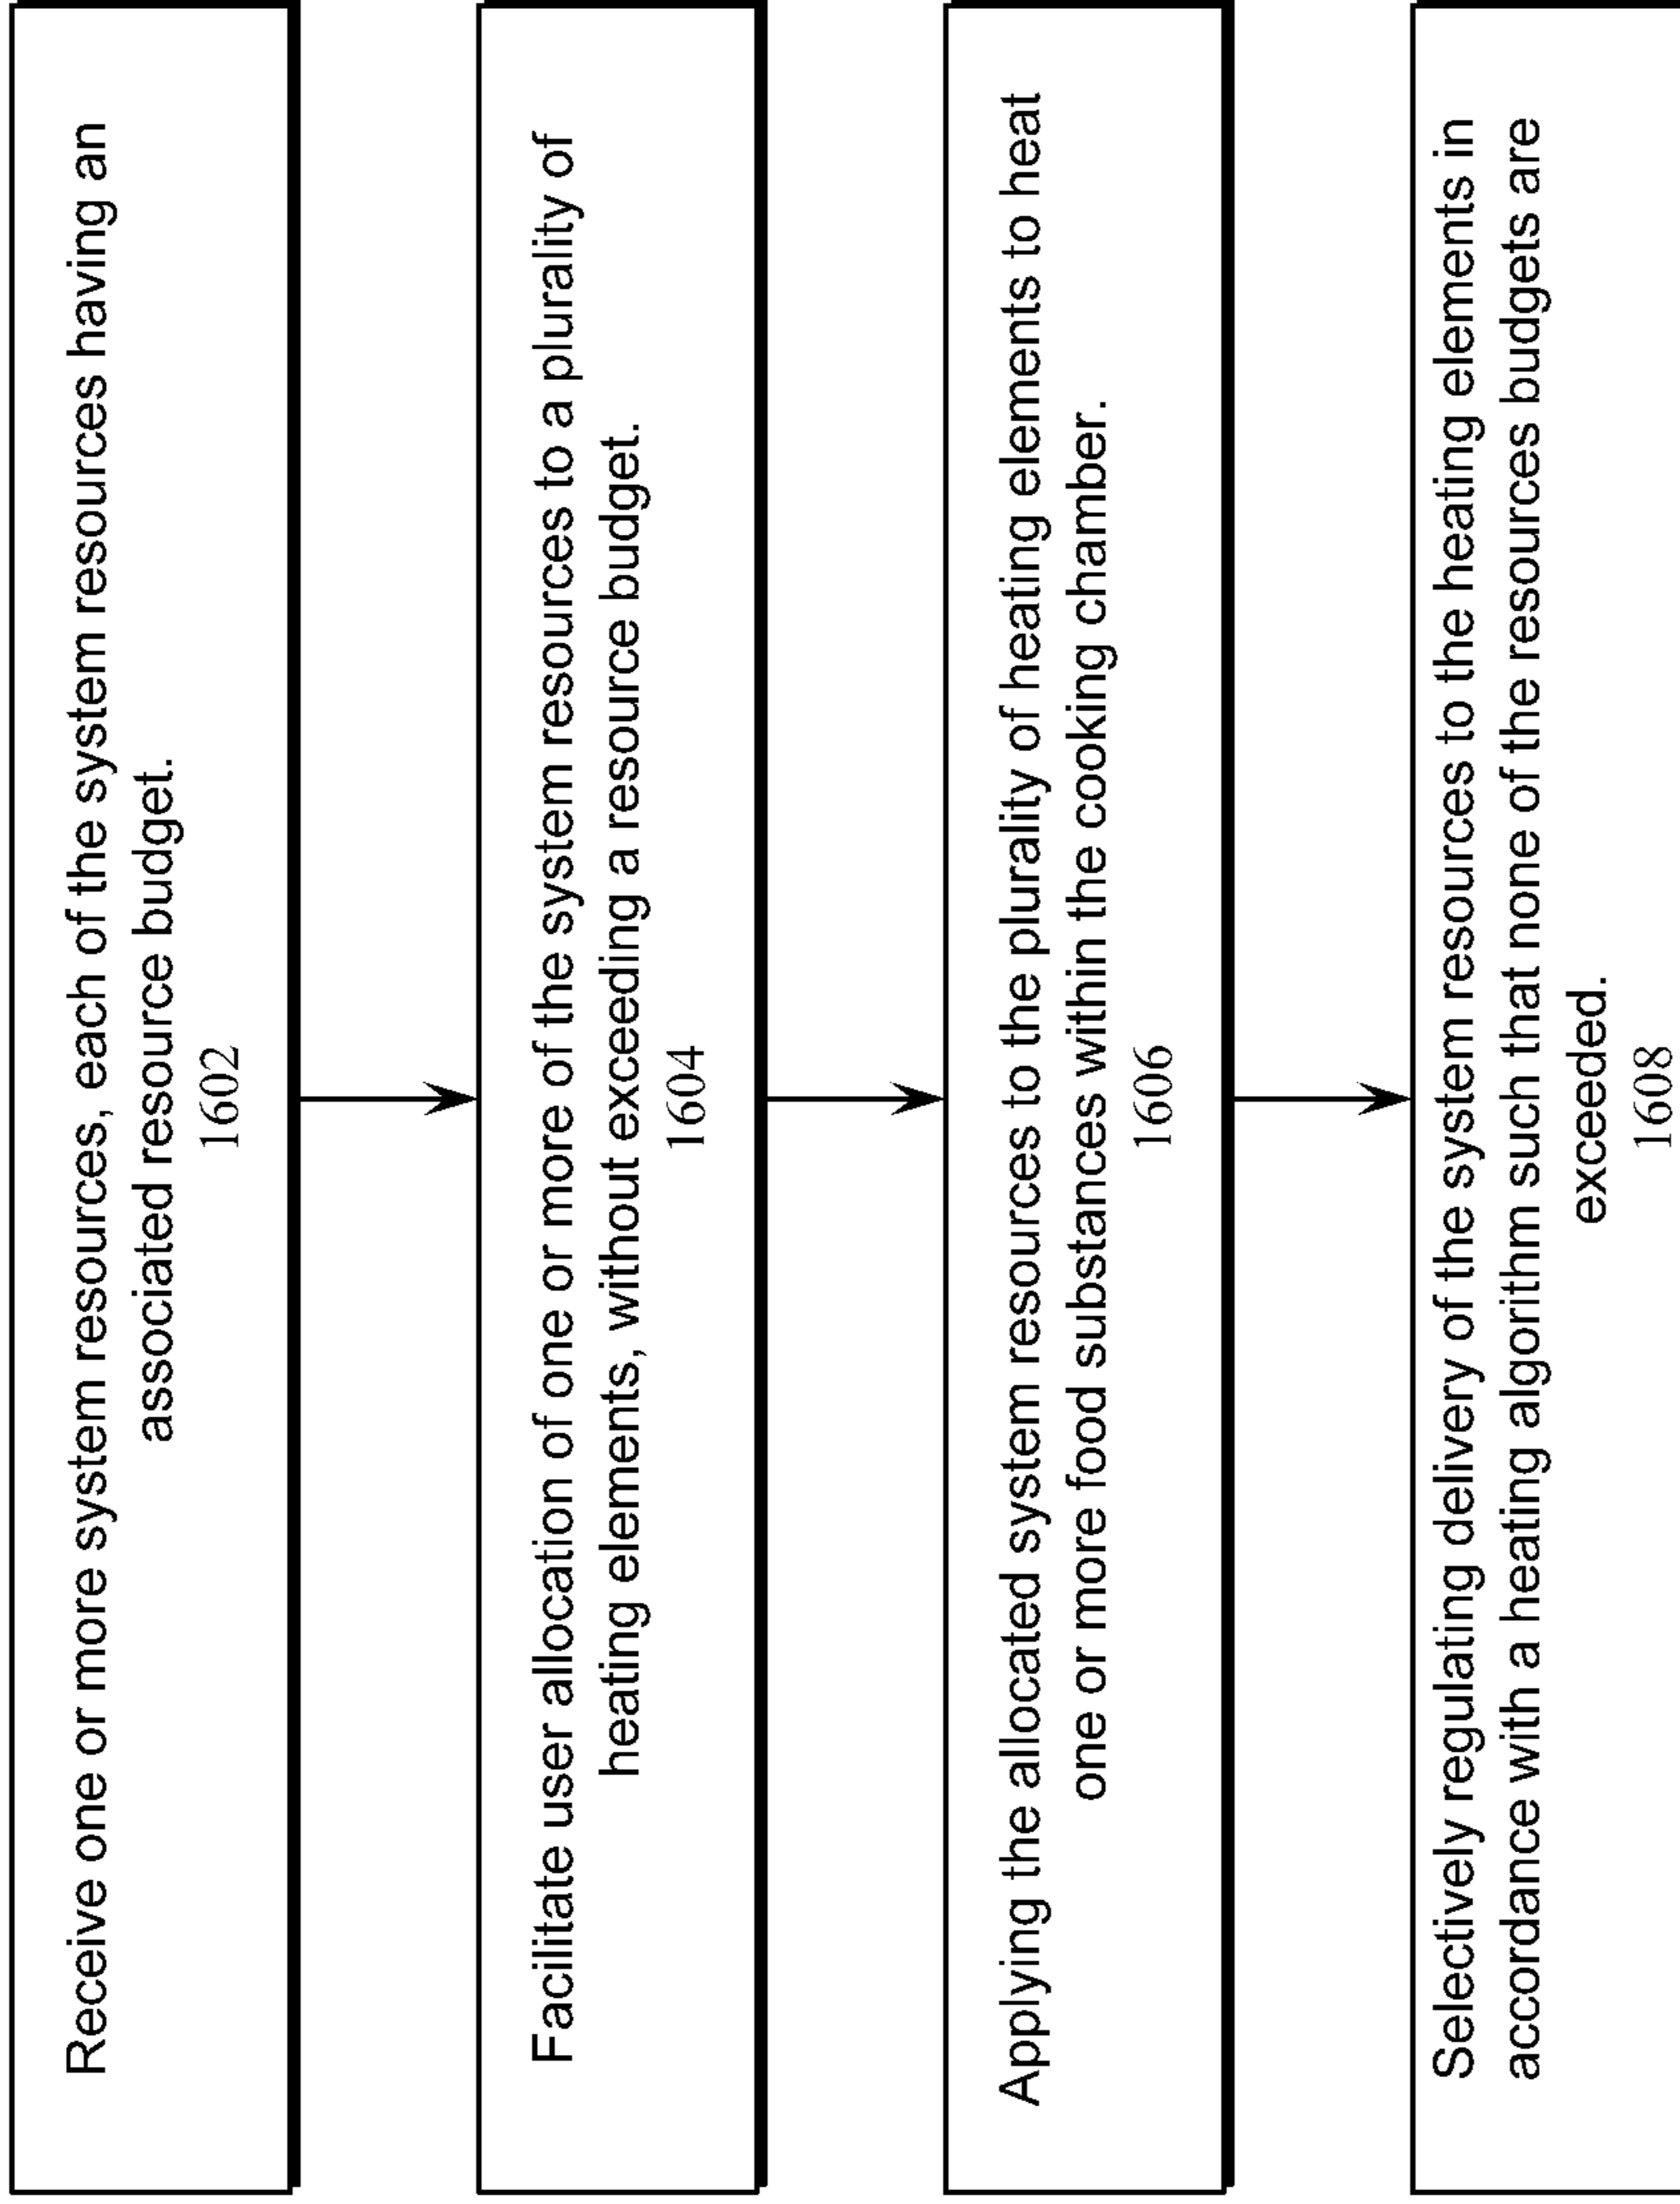 Receive one or more system resources, each of the system resources having an
associated resource budget.
1602
Facilitate user allocation of one or more of the system resources to a plurality of
heating elements, without exceeding a resource budget.
1604
Applying the allocated system resources to the plurality of heating elements to heat
one or more food substances within the cooking chamber.
1606
Selectively regulating delivery of the system resources to the heating elements in
accordance with a heating algorithm such that none of the resources budgets are
exceeded.
1608